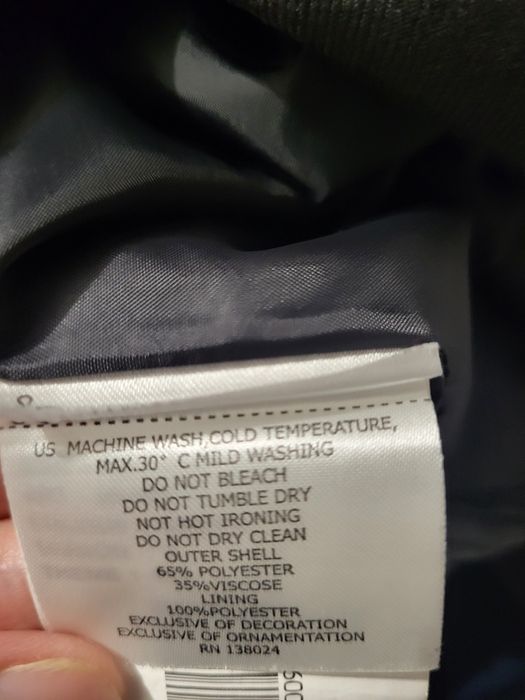 US MACHINE WASH,COLD TEMPERATURE,
MAX.30° C MILD WASHING
DO NOT BLEACH
DO NOT TUMBLE DRY
NOT HOT IRONING
DO NOT DRY CLEAN
OUTER SHELL
65% POLYESTER
35%VISCOSE
LINING
100%POLYESTER
EXCLUSIVE OF DECORATION
EXCLUSIVE OF ORNAMENTATION
RN 138024